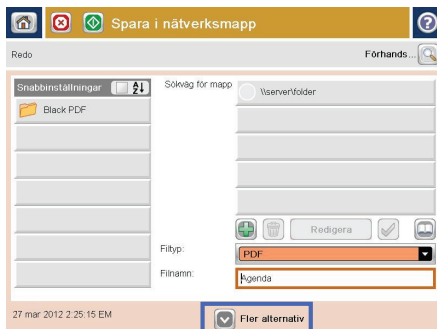 Spara i nätverksmapp
Redo
Förhands...
Snabbinställningar
Sökväg för mapp
\\server\folder
Black PDF
Redigera
Filtyp:
PDF
Filnamn:
Agenda
27 mar 2012 2:25:15 EM
Fler alternativ